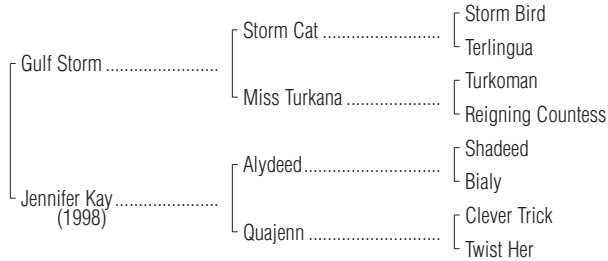 Storm Bird
Storm Cat ..............................
Terlingua
Gulf Storm .............................
Turkoman
Miss Turkana ........................
Reigning Countess
Shadeed
Alydeed ...................................
Bialy
Jennifer Kay ...........................
(1998)
Clever Trick
Quajenn ..................................
Twist Her